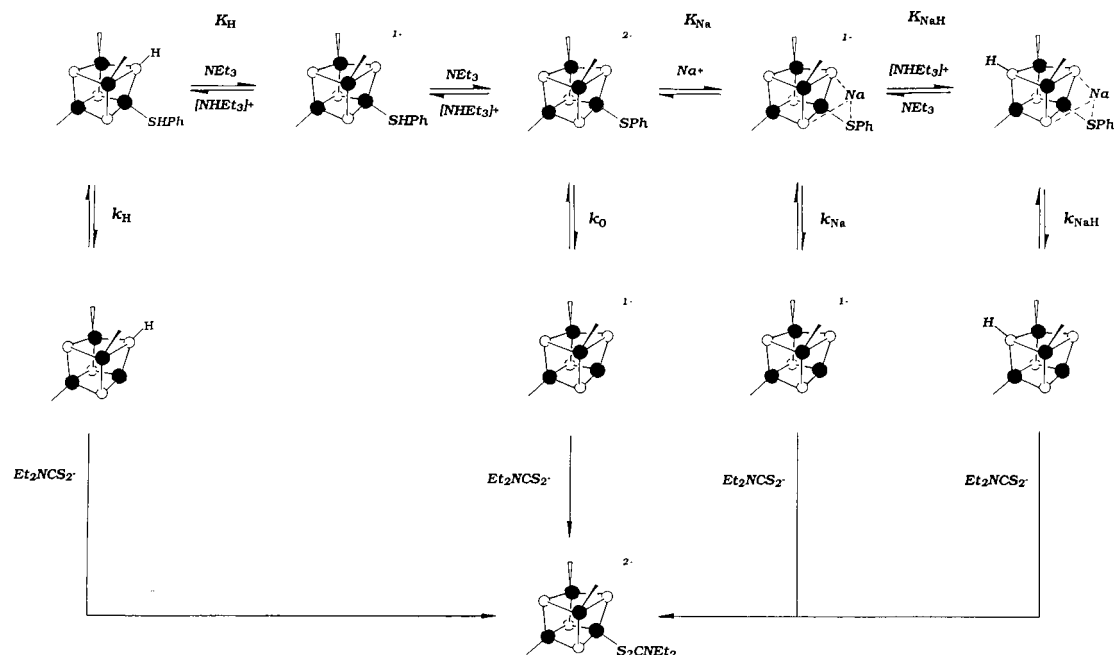 K_H K_Na K_NaH
H 1- 2- 1- H
NEt3 NEt3 Na+ [NHEt3]+
[NHEt3]+ [NHEt3]+ NEt3
Na Na
SHPh SHPh SPh SPh SPh
k_H k_0 k_Na k_NaH
H 1- 1- H
Et2NCS2- Et2NCS2- Et2NCS2- Et2NCS2-
2-
S2CNEt2